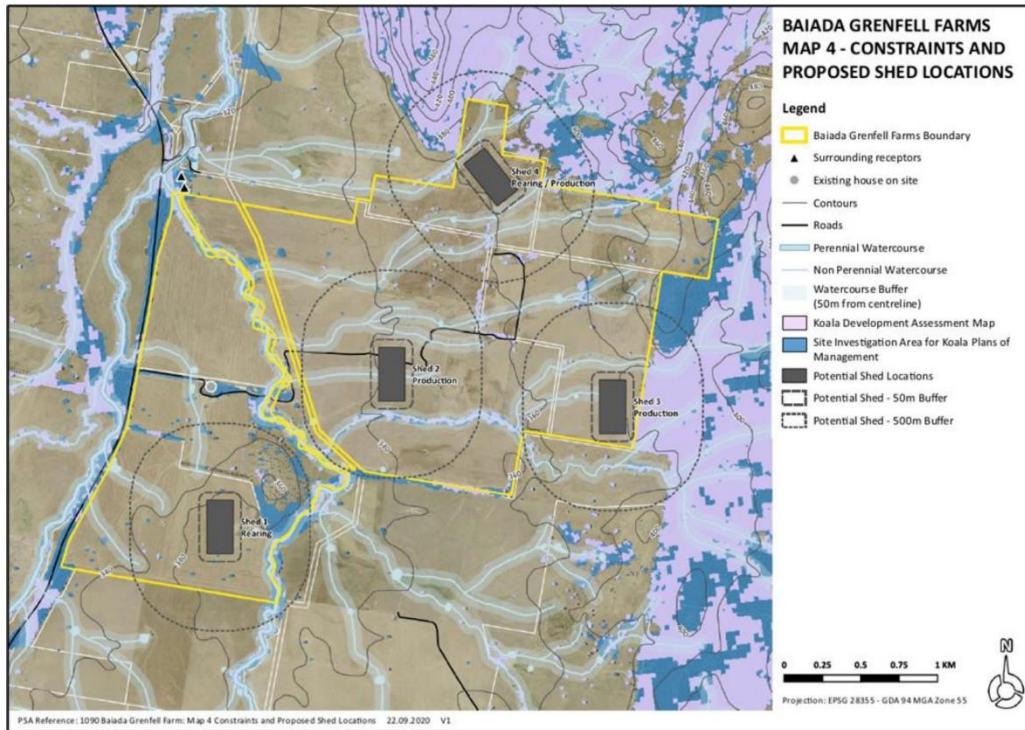 BAIADA GRENFELL FARMS
MAP 4 - CONSTRAINTS AND
PROPOSED SHED LOCATIONS
Legend
Baiada Grenfell Farms Boundary
Surrounding receptors
Existing house on site
Contours
Roads
Perennial Watercourse
Non Perennial Watercourse
Watercourse Buffer
(50m from centreline)
Koala Development Assessment Map
Site Investigation Area for Koala Plans of
Management
Potential Shed Locations
Potential Shed - 50m Buffer
Potential Shed - 500m Buffer
Shed 4
Rearing / Production
Shed 2
Production
Shed 3
Production
Shed 1
Rearing
320
360
380
360
340
N
0 0.25 0.5 0.75 1 KM
Projection: EPSG 28355 - GDA 94 MGA Zone 55
PSA Reference: 1090 Baiada Grenfell Farm: Map 4 Constraints and Proposed Shed Locations 22.09.2020 V1